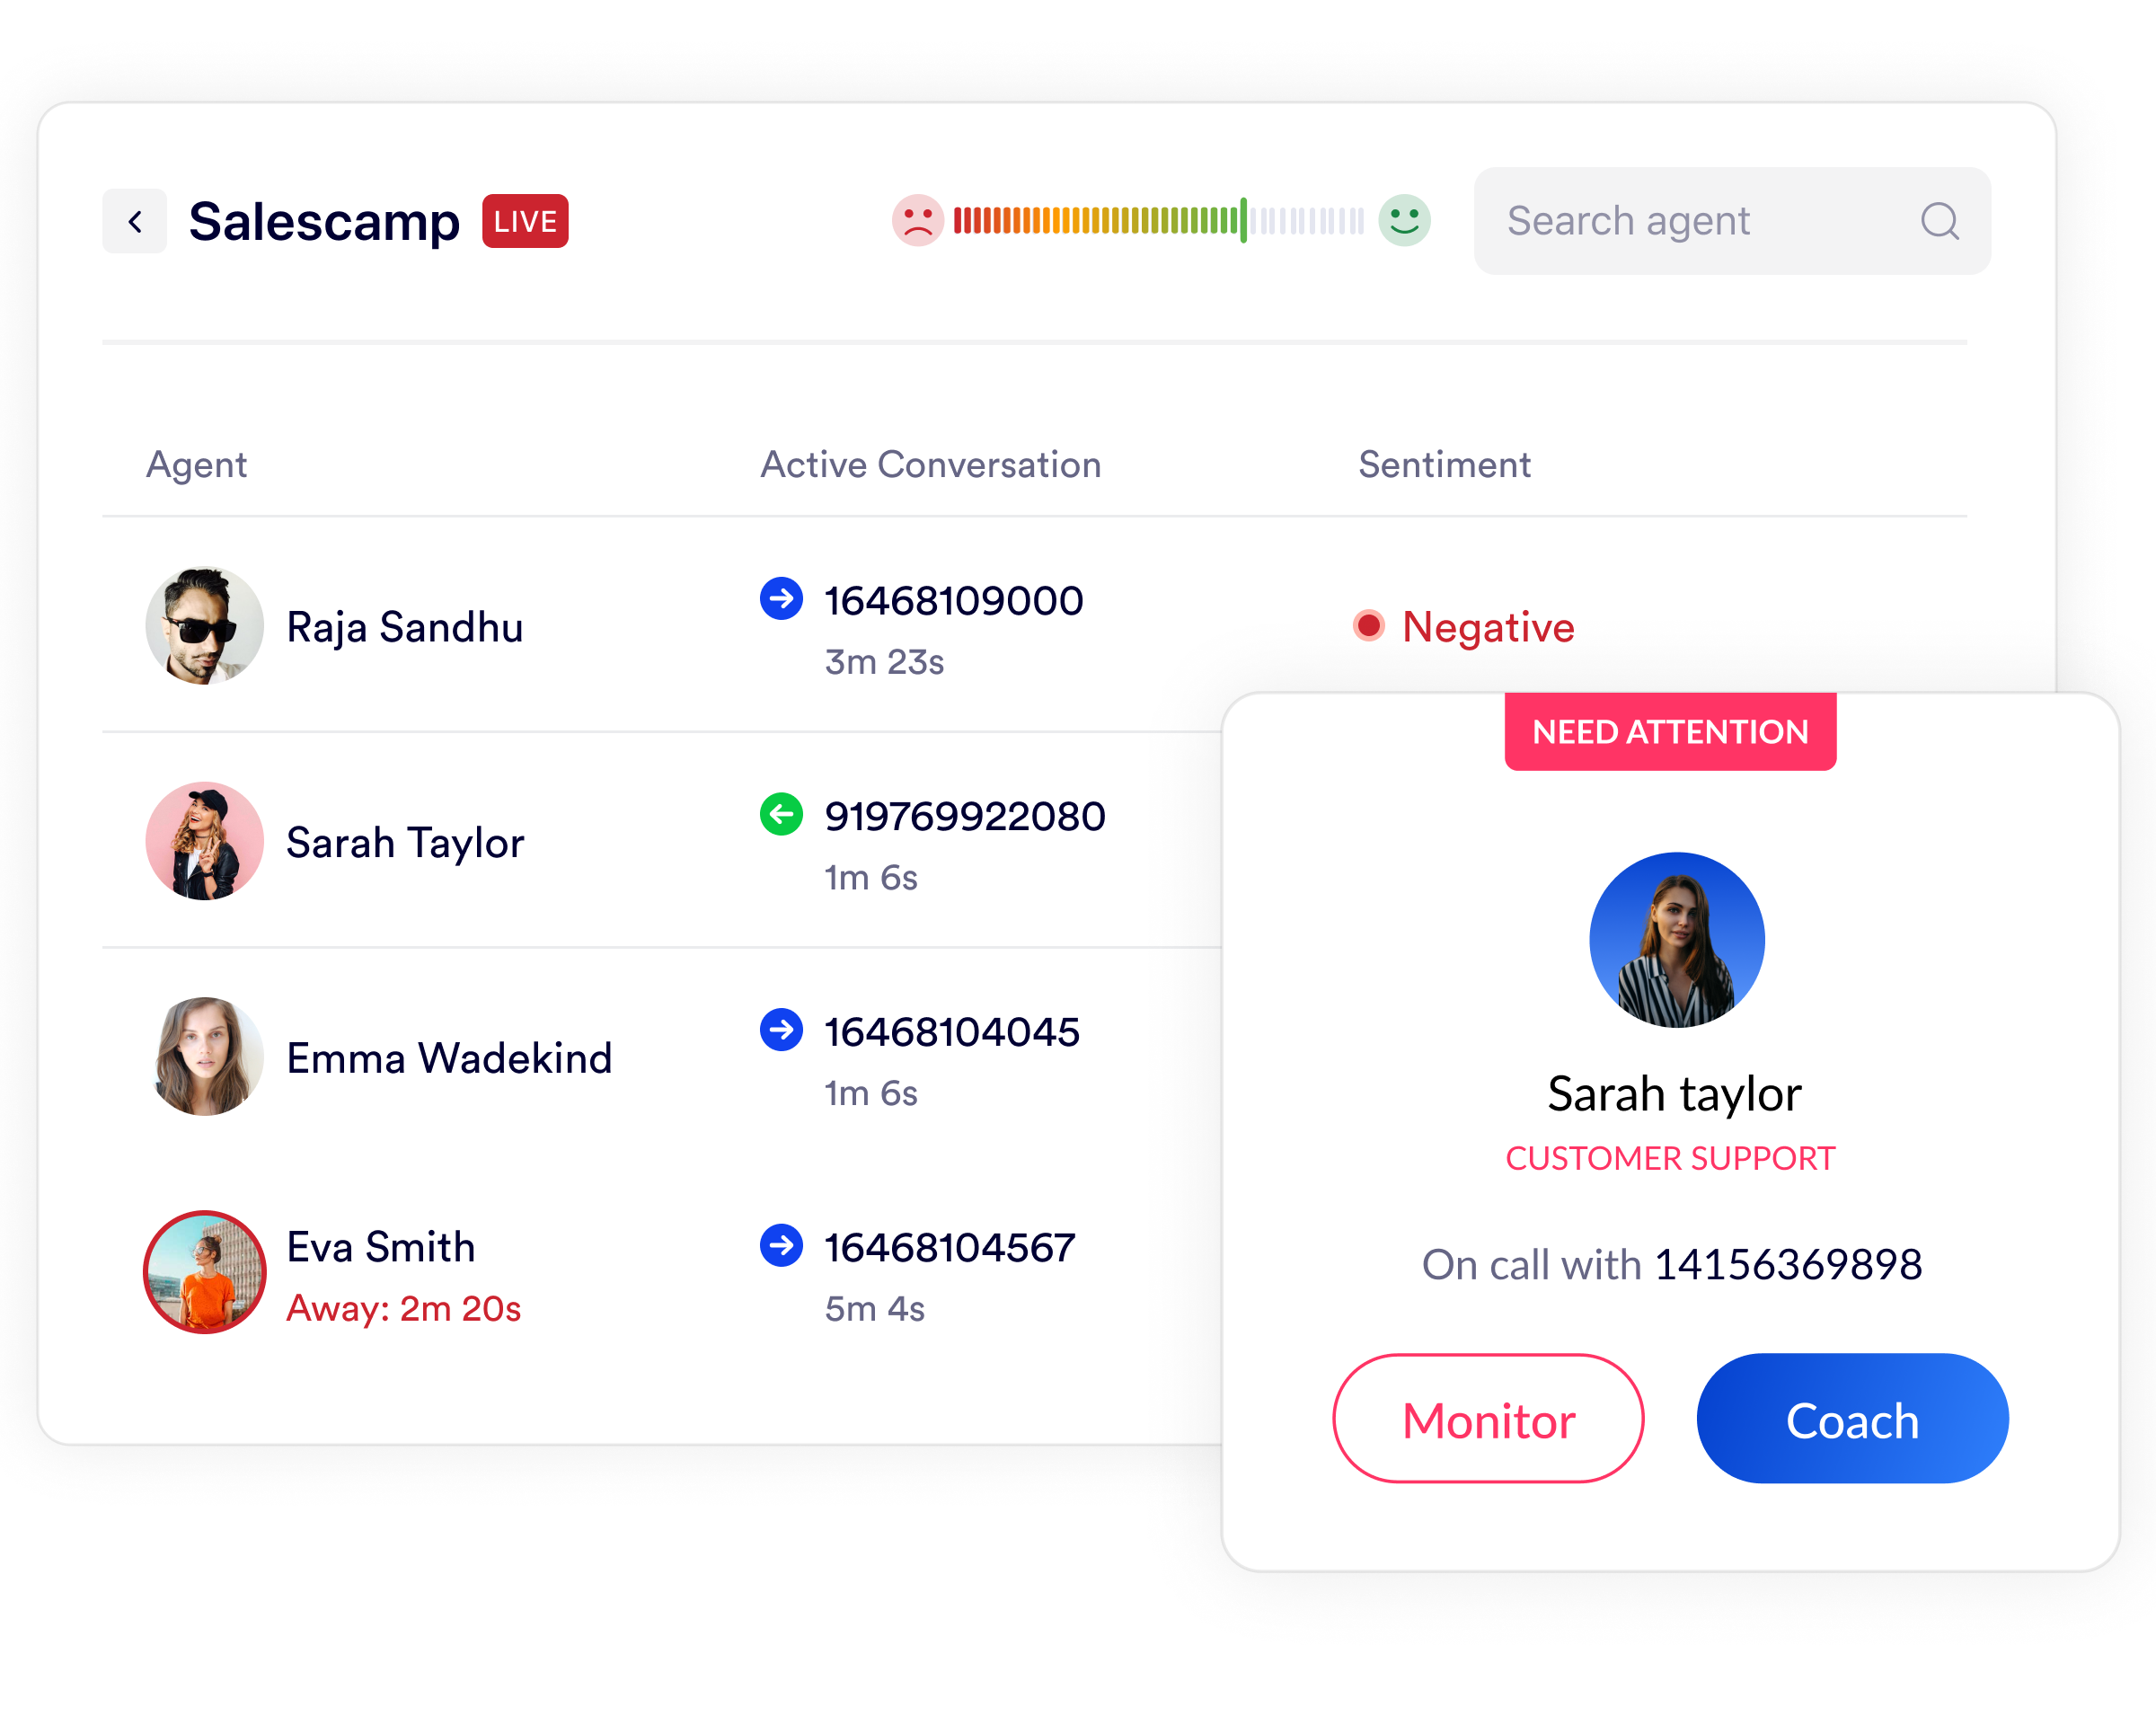 Salescamp LIVE Search agent
Agent Active Conversation Sentiment
Raja Sandhu 16468109000 Negative
3m 23s
Sarah Taylor 919769922080
1m 6s
Emma Wadekind 16468104045
1m 6s
Eva Smith 16468104567
Away: 2m 20s 5m 4s
NEED ATTENTION
Sarah taylor
CUSTOMER SUPPORT
On call with 14156369898
Monitor Coach